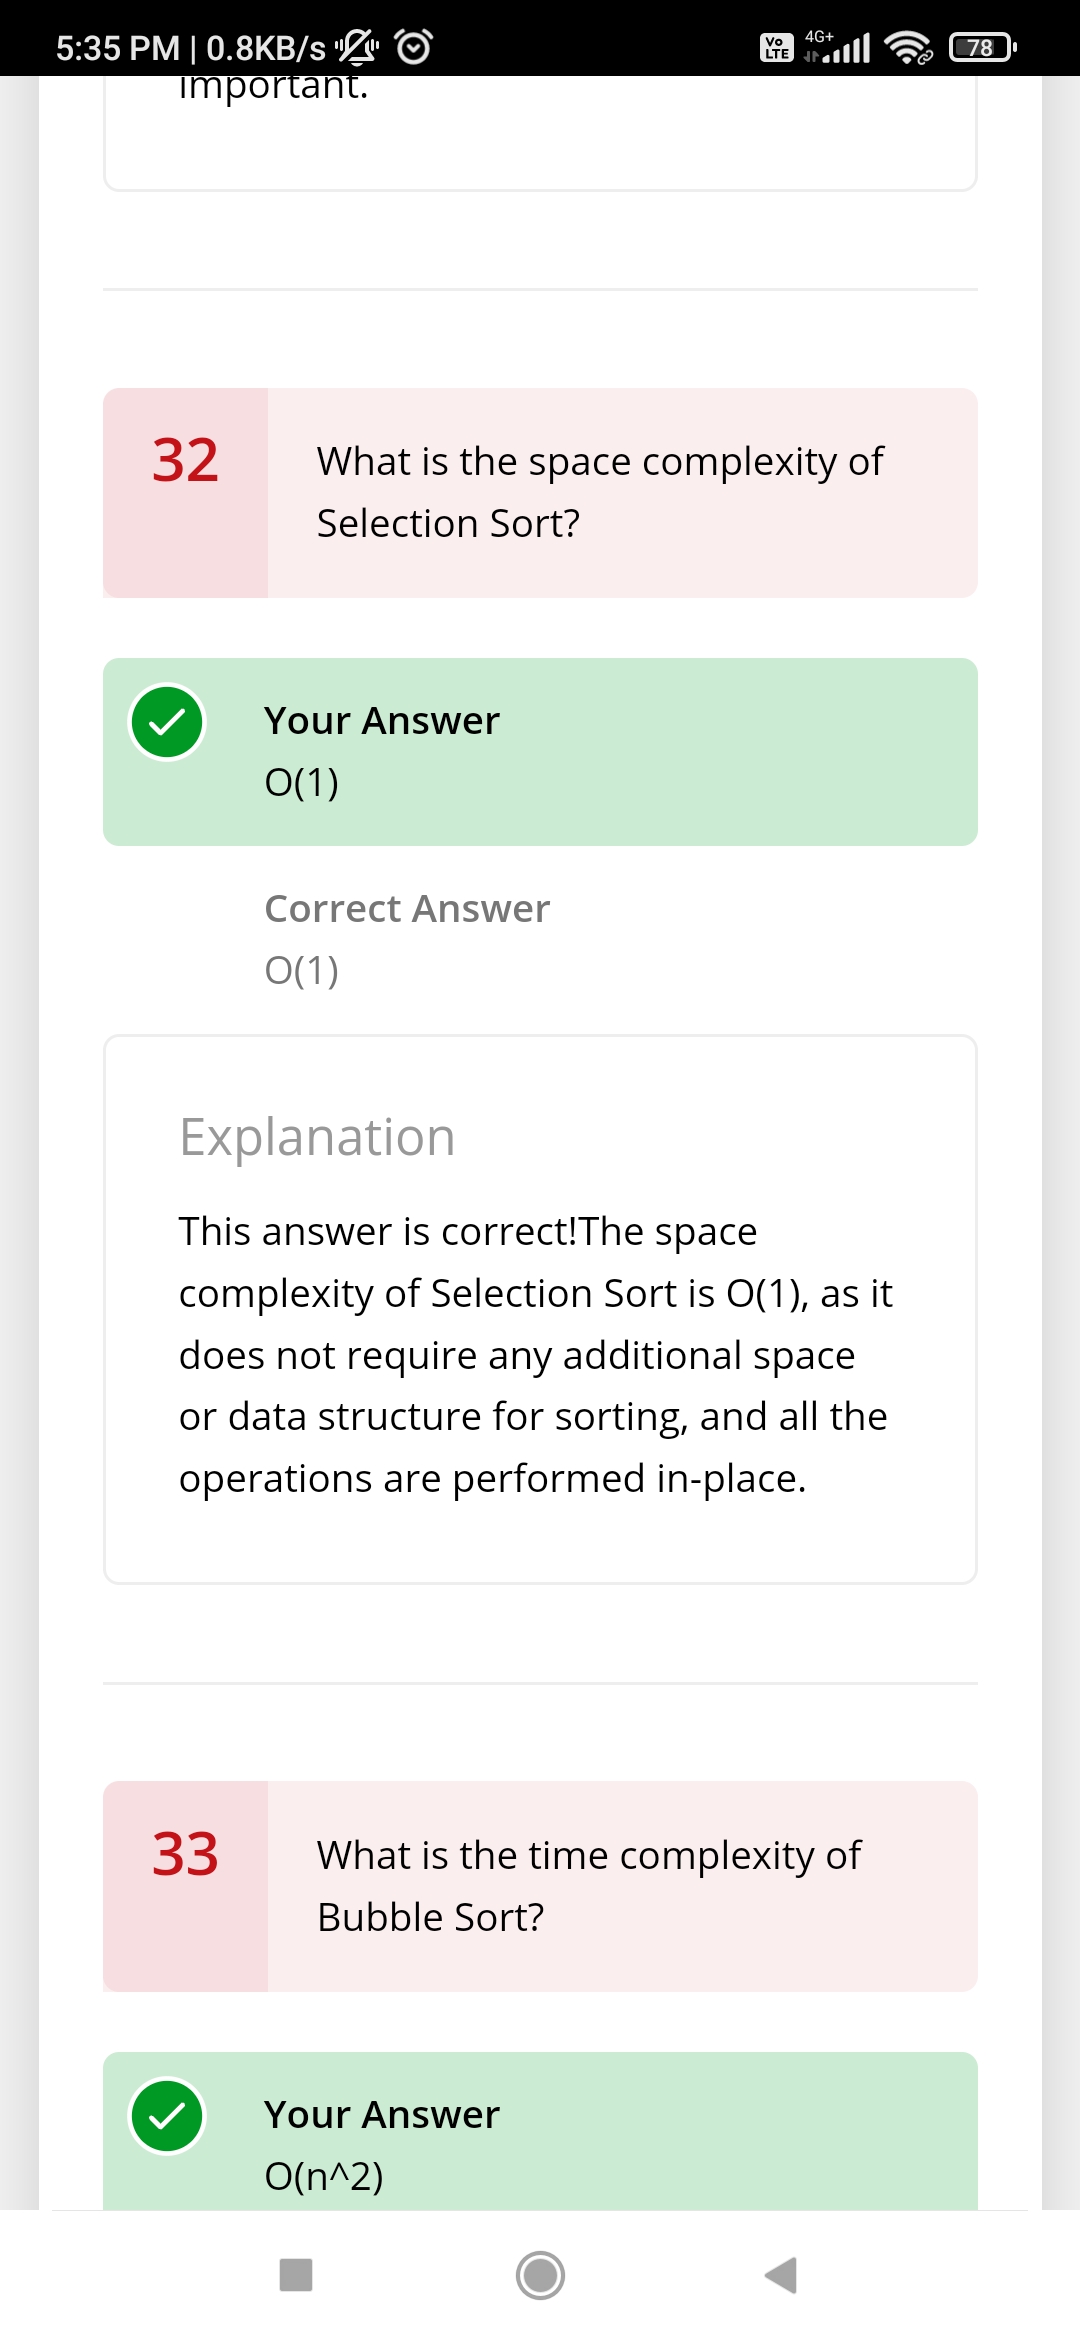 5:35 PM | 0.8KB/s
Vo LTE 4G+ 78
important.
32
What is the space complexity of
Selection Sort?
Your Answer
O(1)
Correct Answer
O(1)
Explanation
This answer is correct!The space
complexity of Selection Sort is O(1), as it
does not require any additional space
or data structure for sorting, and all the
operations are performed in-place.
33
What is the time complexity of
Bubble Sort?
Your Answer
O(n^2)